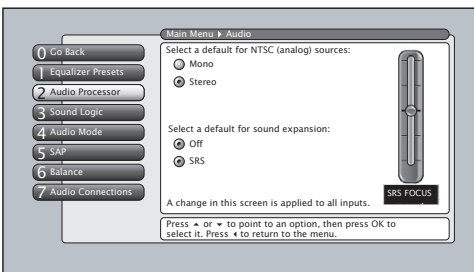 Main Menu ▸ Audio
0 Go Back
1 Equalizer Presets
2 Audio Processor
3 Sound Logic
4 Audio Mode
5 SAP
6 Balance
7 Audio Connections
Select a default for NTSC (analog) sources:
Mono
Stereo
Select a default for sound expansion:
Off
SRS
A change in this screen is applied to all inputs.
SRS FOCUS
Press ▴ or ▾ to point to an option, then press OK to
select it. Press ◂ to return to the menu.